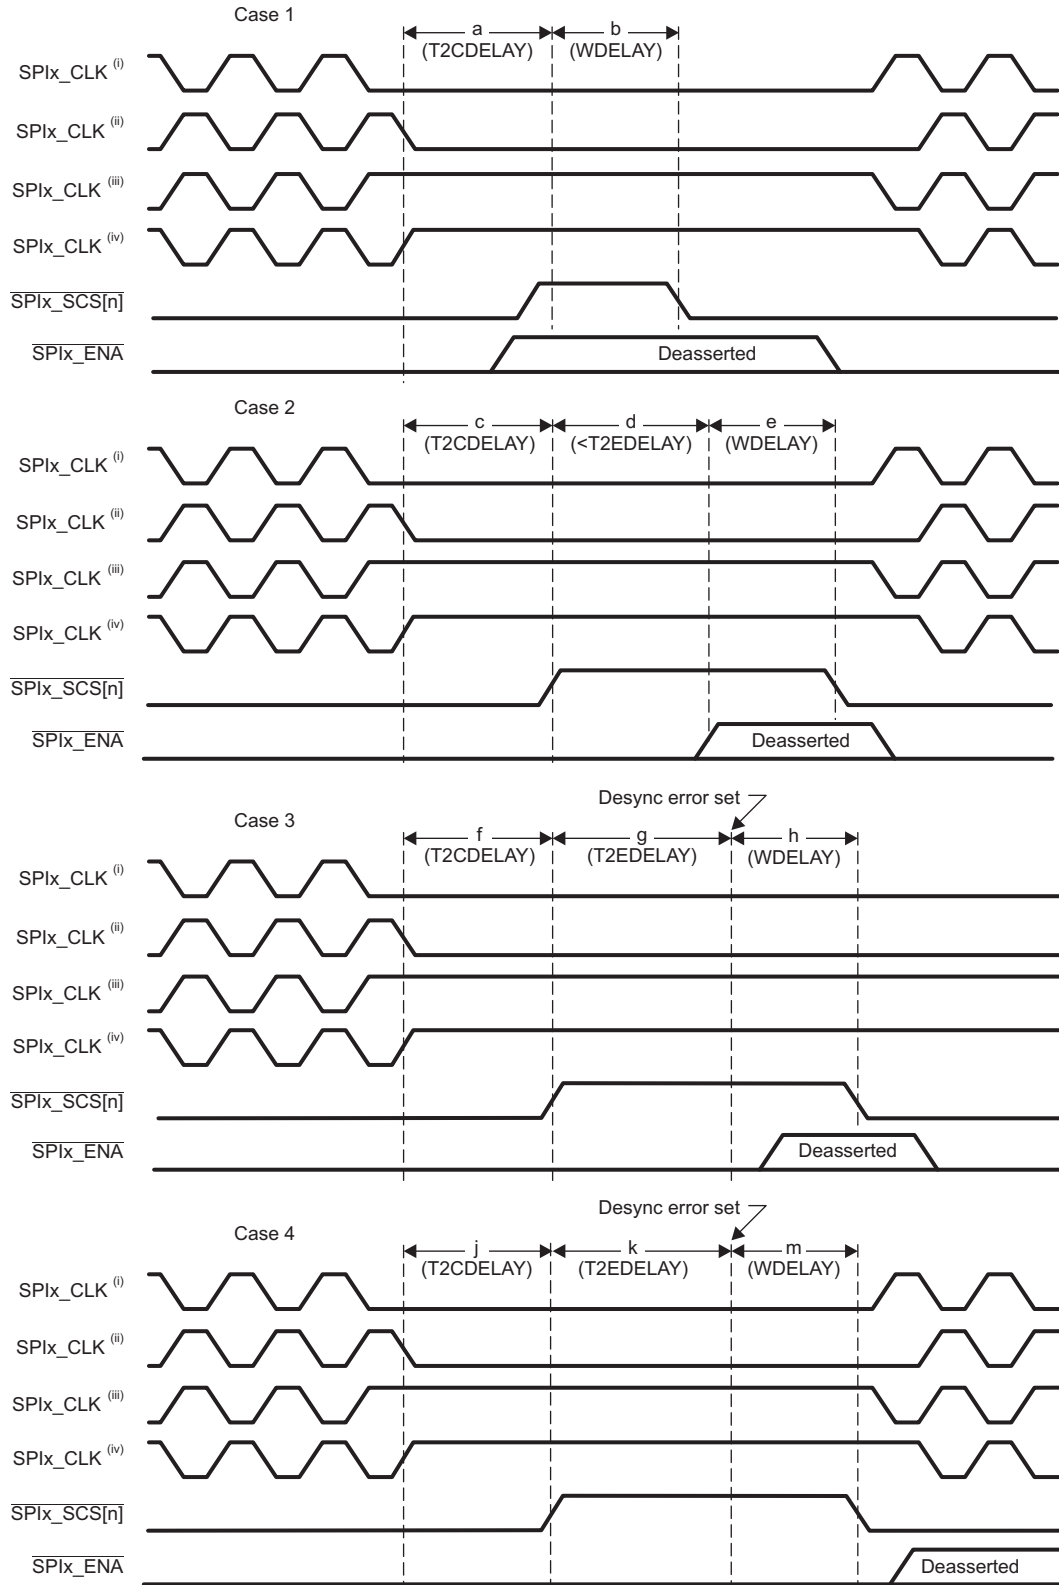 Case 1
a
b
(T2CDELAY)
(WDELAY)
SPIx_CLK (i)
SPIx_CLK (ii)
SPIx_CLK (iii)
SPIx_CLK (iv)
SPIx_SCS[n]
SPIx_ENA
Deasserted
Case 2
c
d
e
(T2CDELAY)
(<T2EDELAY)
(WDELAY)
SPIx_CLK (i)
SPIx_CLK (ii)
SPIx_CLK (iii)
SPIx_CLK (iv)
SPIx_SCS[n]
SPIx_ENA
Deasserted
Desync error set
Case 3
f
g
h
(T2CDELAY)
(T2EDELAY)
(WDELAY)
SPIx_CLK (i)
SPIx_CLK (ii)
SPIx_CLK (iii)
SPIx_CLK (iv)
SPIx_SCS[n]
SPIx_ENA
Deasserted
Desync error set
Case 4
j
k
m
(T2CDELAY)
(T2EDELAY)
(WDELAY)
SPIx_CLK (i)
SPIx_CLK (ii)
SPIx_CLK (iii)
SPIx_CLK (iv)
SPIx_SCS[n]
SPIx_ENA
Deasserted